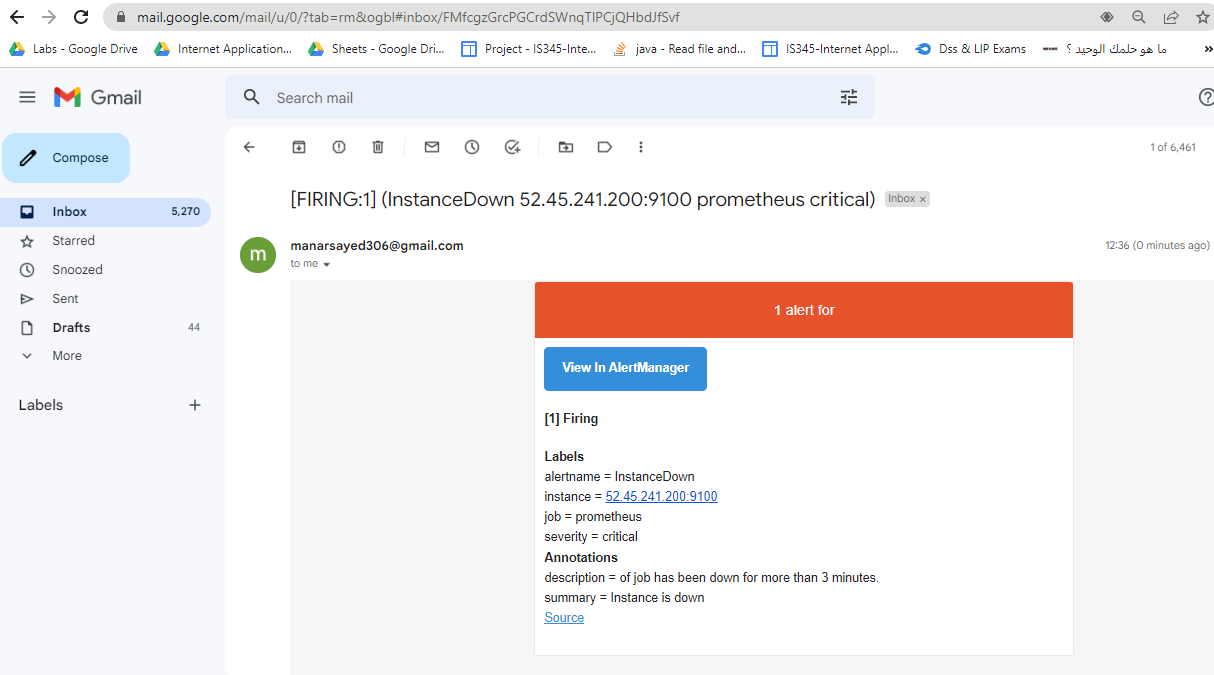 mail.google.com/mail/u/0/?tab=rm&ogbl#inbox/FMfcgzGrcPGCrdSWnqTlPCjQHbdJfSvf
Labs - Google Drive Internet Application... Sheets - Google Dri... Project - IS345-Inte... java - Read file and... IS345-Internet Appl... Dss & LIP Exams ما هو حلمك الوحيد ؟ »
Gmail
Search mail
Compose
1 of 6,461
Inbox 5,270
Starred
Snoozed
Sent
Drafts 44
More
Labels +
[FIRING:1] (InstanceDown 52.45.241.200:9100 prometheus critical) Inbox ×
m
manarsayed306@gmail.com 12:36 (0 minutes ago)
to me
1 alert for
View In AlertManager
[1] Firing
Labels
alertname = InstanceDown
instance = 52.45.241.200:9100
job = prometheus
severity = critical
Annotations
description = of job has been down for more than 3 minutes.
summary = Instance is down
Source